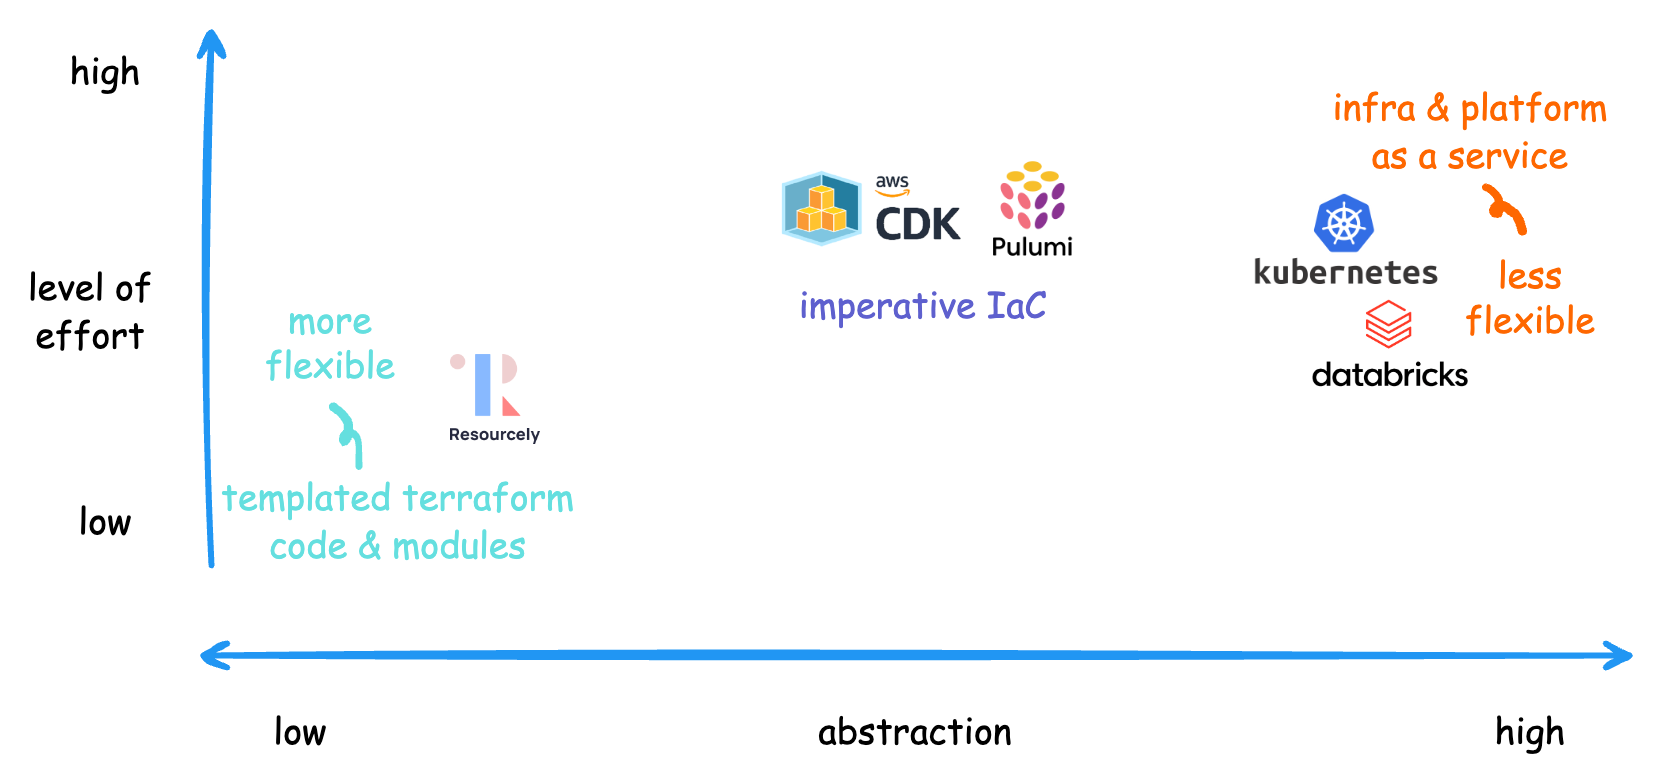 high
level of
effort
low
more
flexible
Resourcely
templated terraform
code & modules
aws
CDK
Pulumi
imperative IaC
infra & platform
as a service
kubernetes
less
flexible
databricks
low
abstraction
high